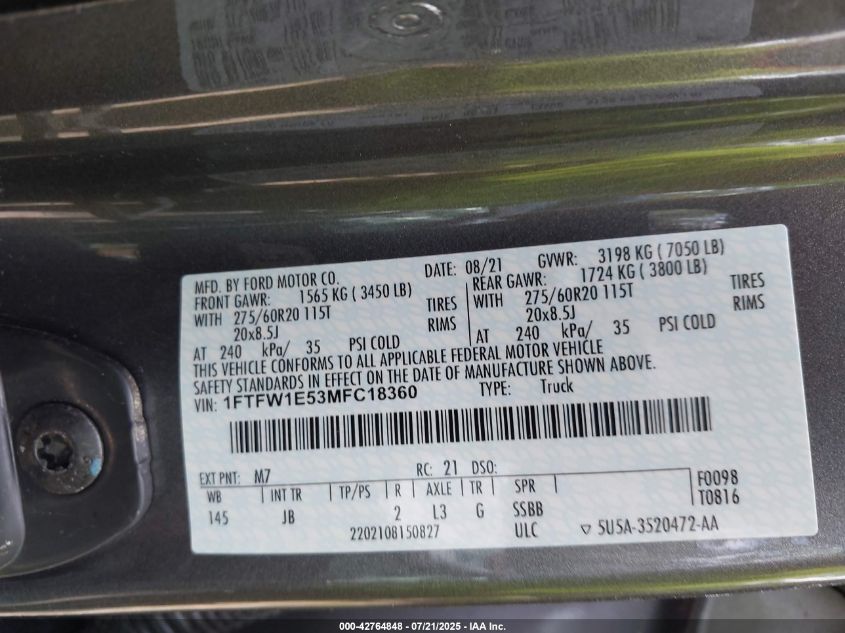 MFD. BY FORD MOTOR CO. DATE: 08/21 GVWR: 3198 KG ( 7050 LB)
FRONT GAWR: 1565 KG ( 3450 LB) REAR GAWR: 1724 KG ( 3800 LB)
WITH 275/60R20 115T TIRES WITH 275/60R20 115T TIRES
20x8.5J RIMS 20x8.5J RIMS
AT 240 kPa/ 35 PSI COLD AT 240 kPa/ 35 PSI COLD
THIS VEHICLE CONFORMS TO ALL APPLICABLE FEDERAL MOTOR VEHICLE
SAFETY STANDARDS IN EFFECT ON THE DATE OF MANUFACTURE SHOWN ABOVE.
VIN: 1FTFW1E53MFC18360 TYPE: Truck
EXT PNT: M7 RC: 21 DSO:
WB INT TR TP/PS R AXLE TR SPR F0098
145 JB 2 L3 G SSBB T0816
2202108150827 ULC ▽ 5U5A-3520472-AA
000-42764848 07/21/2025 IAA Inc.